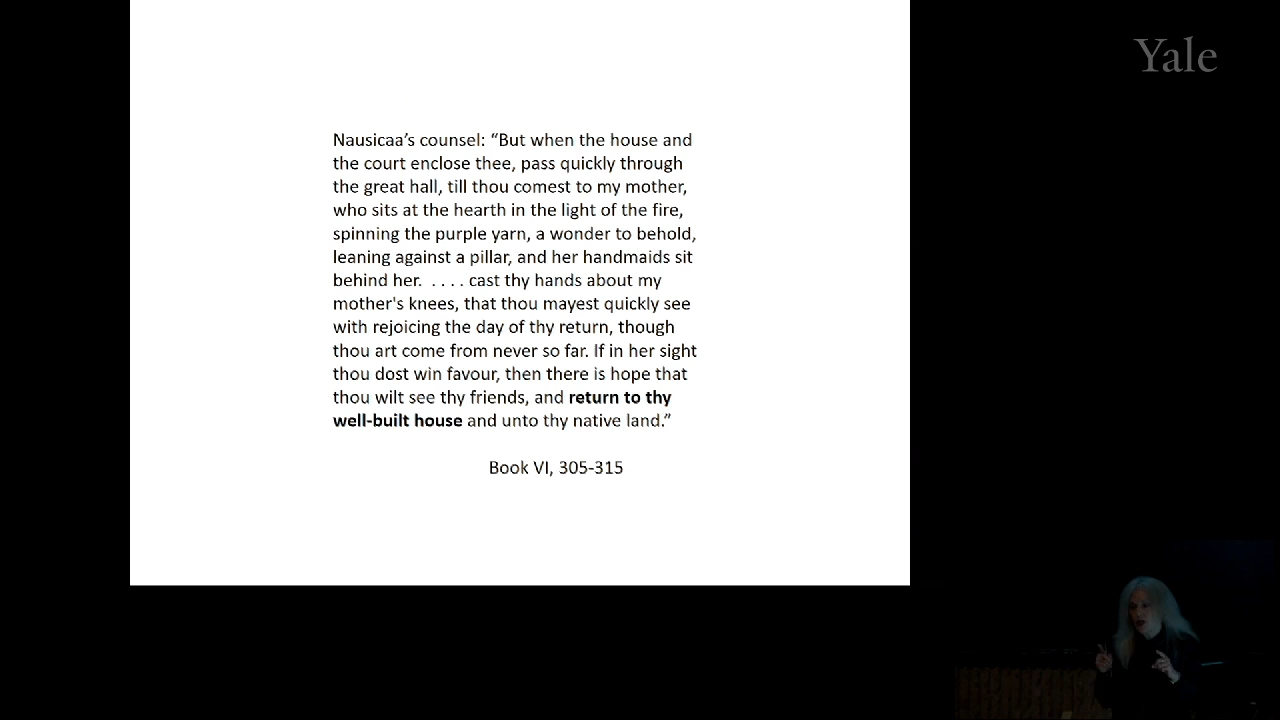 Yale
Nausicaa’s counsel: “But when the house and
the court enclose thee, pass quickly through
the great hall, till thou comest to my mother,
who sits at the hearth in the light of the fire,
spinning the purple yarn, a wonder to behold,
leaning against a pillar, and her handmaids sit
behind her.  . . . . cast thy hands about my
mother's knees, that thou mayest quickly see
with rejoicing the day of thy return, though
thou art come from never so far. If in her sight
thou dost win favour, then there is hope that
thou wilt see thy friends, and return to thy
well-built house and unto thy native land.”
Book VI, 305-315